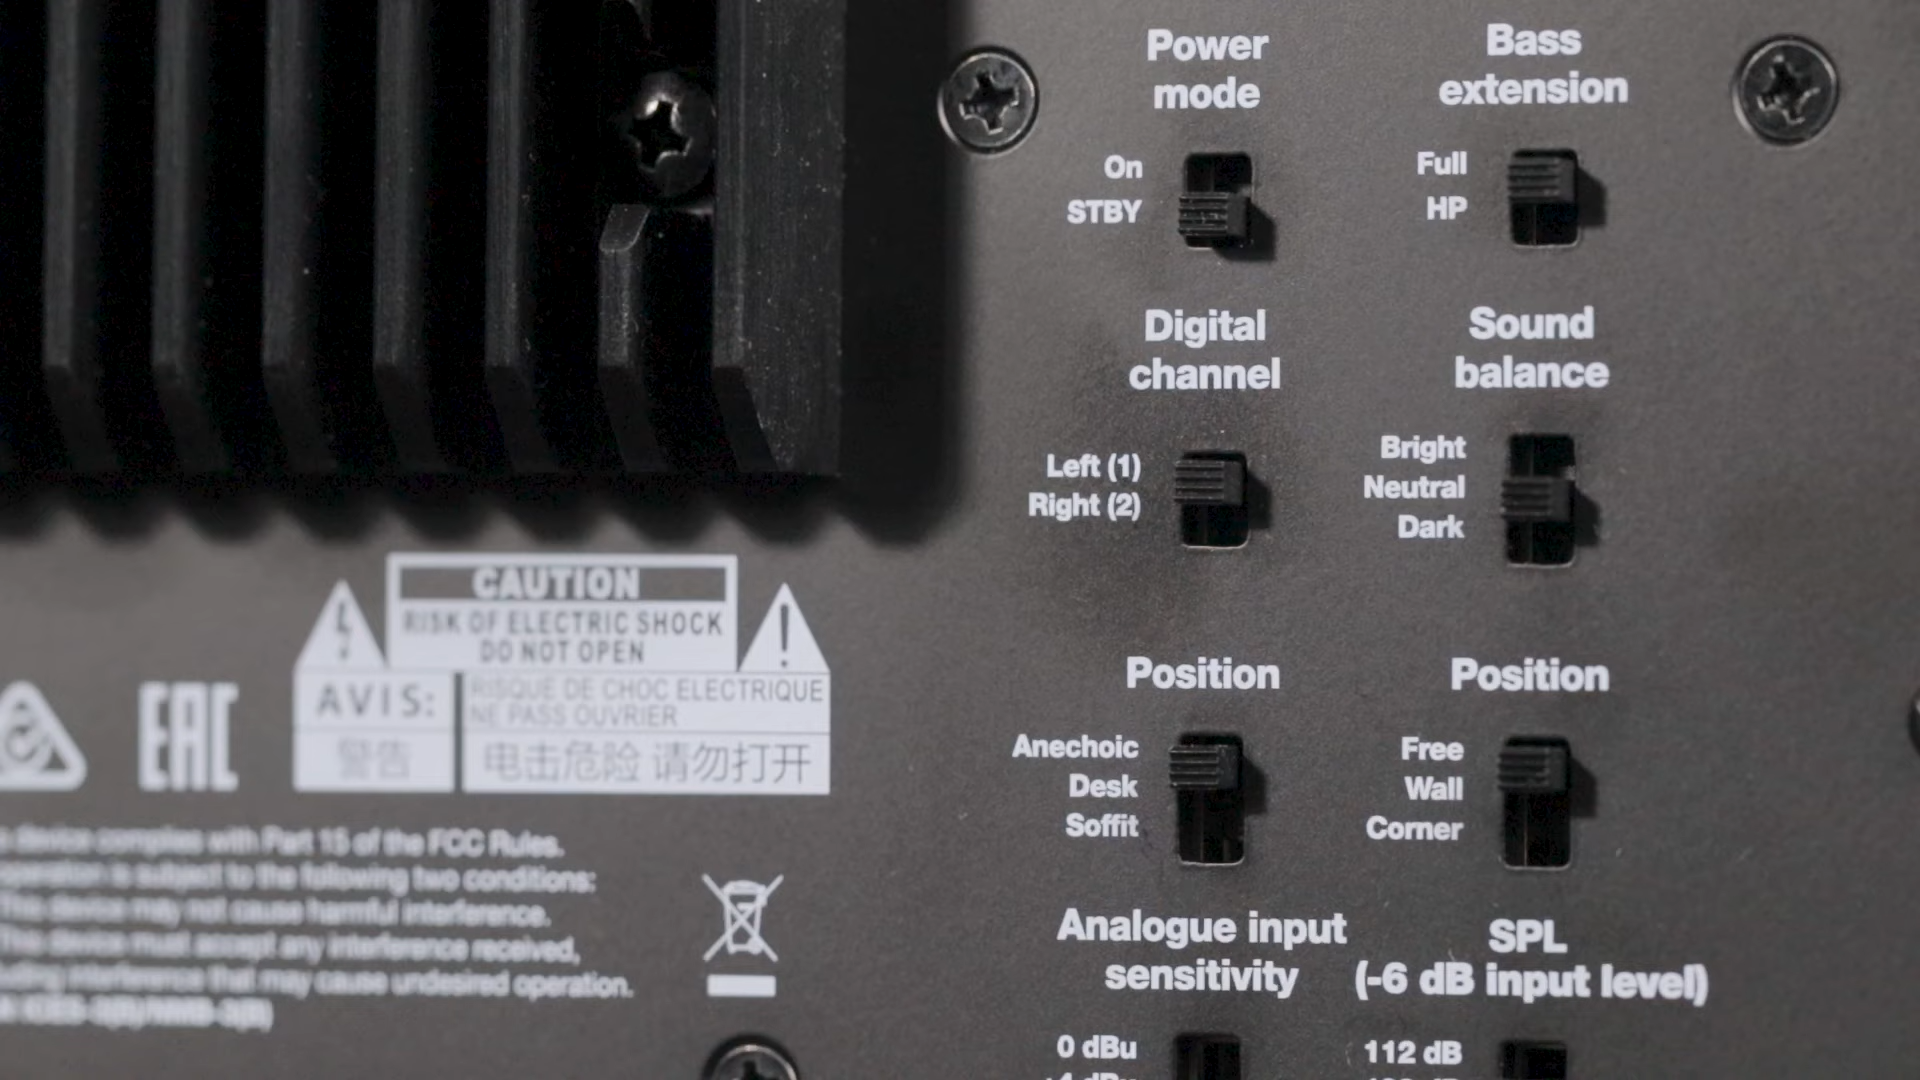 Power
mode
On
STBY
Bass
extension
Full
HP
Digital
channel
Left (1)
Right (2)
Sound
balance
Bright
Neutral
Dark
Position
Anechoic
Desk
Soffit
Position
Free
Wall
Corner
Analogue input
sensitivity
0 dBu
SPL
(-6 dB input level)
112 dB
CAUTION
RISK OF ELECTRIC SHOCK
DO NOT OPEN
AVIS:
RISQUE DE CHOC ELECTRIQUE
NE PASS OUVRIER
警告
电击危险 请勿打开
EAC
device complies with Part 15 of the FCC Rules.
operation is subject to the following two conditions:
This device may not cause harmful interference.
This device must accept any interference received,
interference that may cause undesired operation.